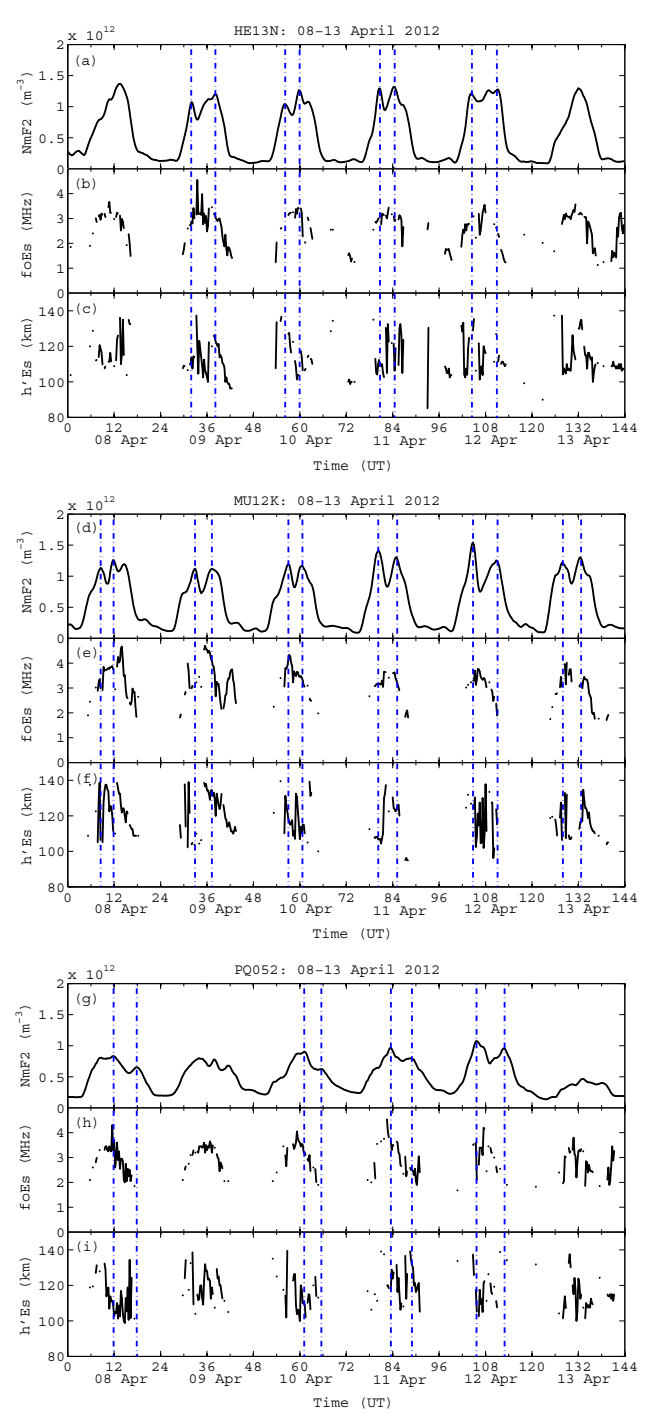 HE13N: 08-13 April 2012
x 10^12
(a)
NmF2 (m^-3)
2
1.5
1
0.5
0
(b)
foEs (MHz)
4
3
2
1
0
(c)
h'Es (km)
140
120
100
80
0 12 24 36 48 60 72 84 96 108 120 132 144
08 Apr 09 Apr 10 Apr 11 Apr 12 Apr 13 Apr
Time (UT)
MU12K: 08-13 April 2012
x 10^12
(d)
NmF2 (m^-3)
2
1.5
1
0.5
0
(e)
foEs (MHz)
4
3
2
1
0
(f)
h'Es (km)
140
120
100
80
0 12 24 36 48 60 72 84 96 108 120 132 144
08 Apr 09 Apr 10 Apr 11 Apr 12 Apr 13 Apr
Time (UT)
PQ052: 08-13 April 2012
x 10^12
(g)
NmF2 (m^-3)
2
1.5
1
0.5
0
(h)
foEs (MHz)
4
3
2
1
0
(i)
h'Es (km)
140
120
100
80
0 12 24 36 48 60 72 84 96 108 120 132 144
08 Apr 09 Apr 10 Apr 11 Apr 12 Apr 13 Apr
Time (UT)